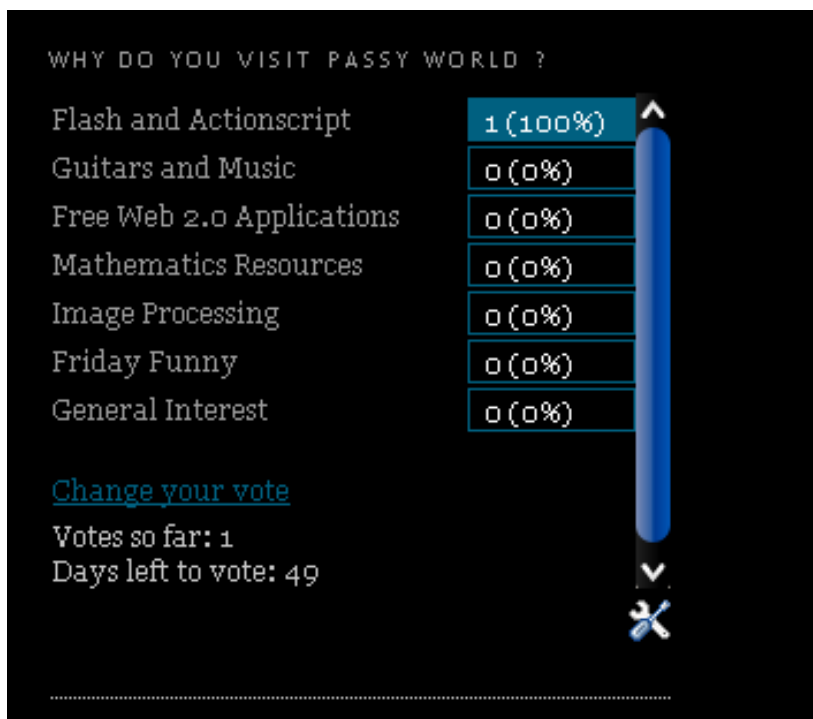 WHY DO YOU VISIT PASSY WORLD ?
Flash and Actionscript 1 (100%)
Guitars and Music 0 (0%)
Free Web 2.0 Applications 0 (0%)
Mathematics Resources 0 (0%)
Image Processing 0 (0%)
Friday Funny 0 (0%)
General Interest 0 (0%)
Change your vote
Votes so far: 1
Days left to vote: 49